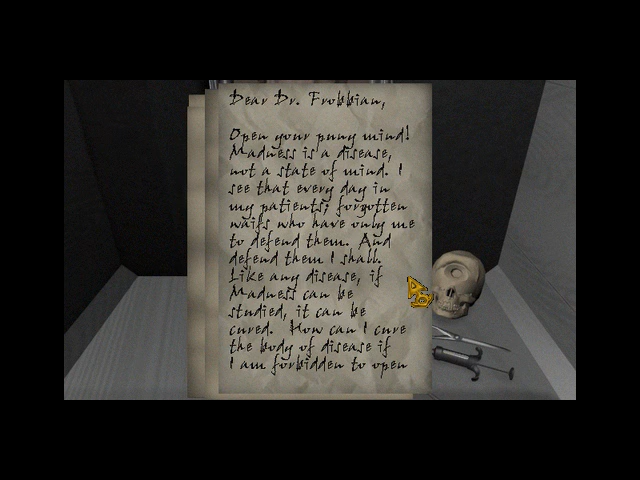 Dear Dr. Frobbian,
Open your puny mind!
Madness is a disease,
not a state of mind. I
see that every day in
my patients; forgotten
waifs who have only me
to defend them. And
defend them I shall.
Like any disease, if
Madness can be
studied, it can be
cured. How can I cure
the body of disease if
I am forbidden to open